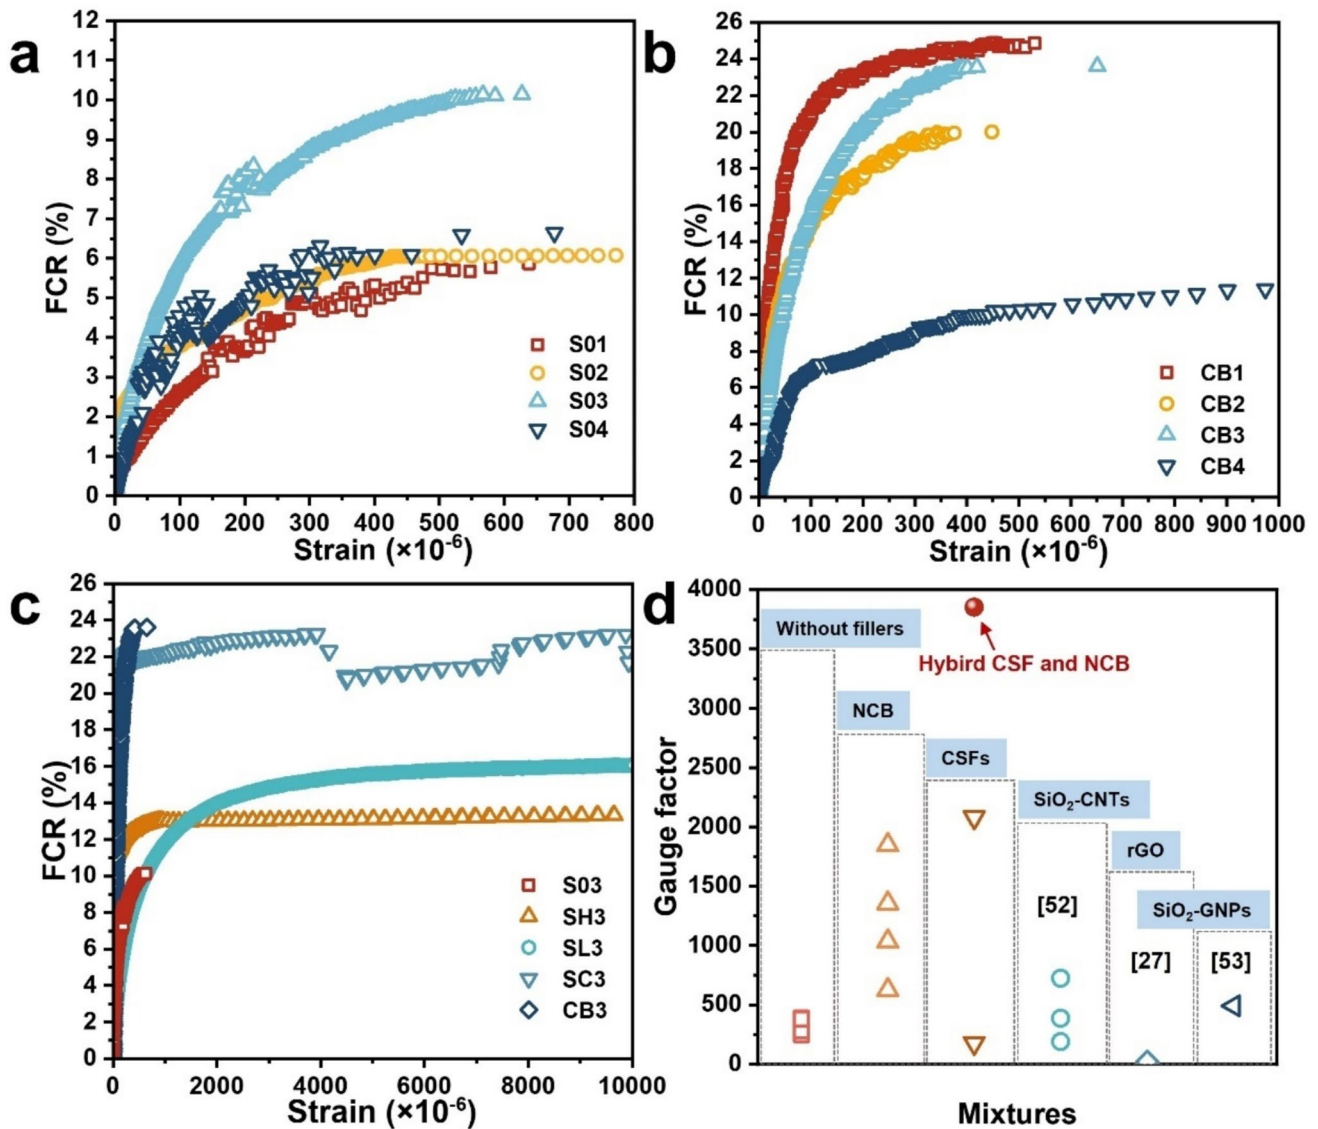 a
12
11
10
9
8
7
6
5
4
3
2
1
0
FCR (%)
S01
S02
S03
S04
0 100 200 300 400 500 600 700 800
Strain (×10-6)
b
26
24
22
20
18
16
14
12
10
8
6
4
2
0
FCR (%)
CB1
CB2
CB3
CB4
0 100 200 300 400 500 600 700 800 900 1000
Strain (×10-6)
c
26
24
22
20
18
16
14
12
10
8
6
4
2
0
FCR (%)
S03
SH3
SL3
SC3
CB3
0 2000 4000 6000 8000 10000
Strain (×10-6)
d
4000
3500
3000
2500
2000
1500
1000
500
0
Gauge factor
Without fillers
Hybird CSF and NCB
NCB
CSFs
SiO2-CNTs
rGO
SiO2-GNPs
[52]
[27]
[53]
Mixtures